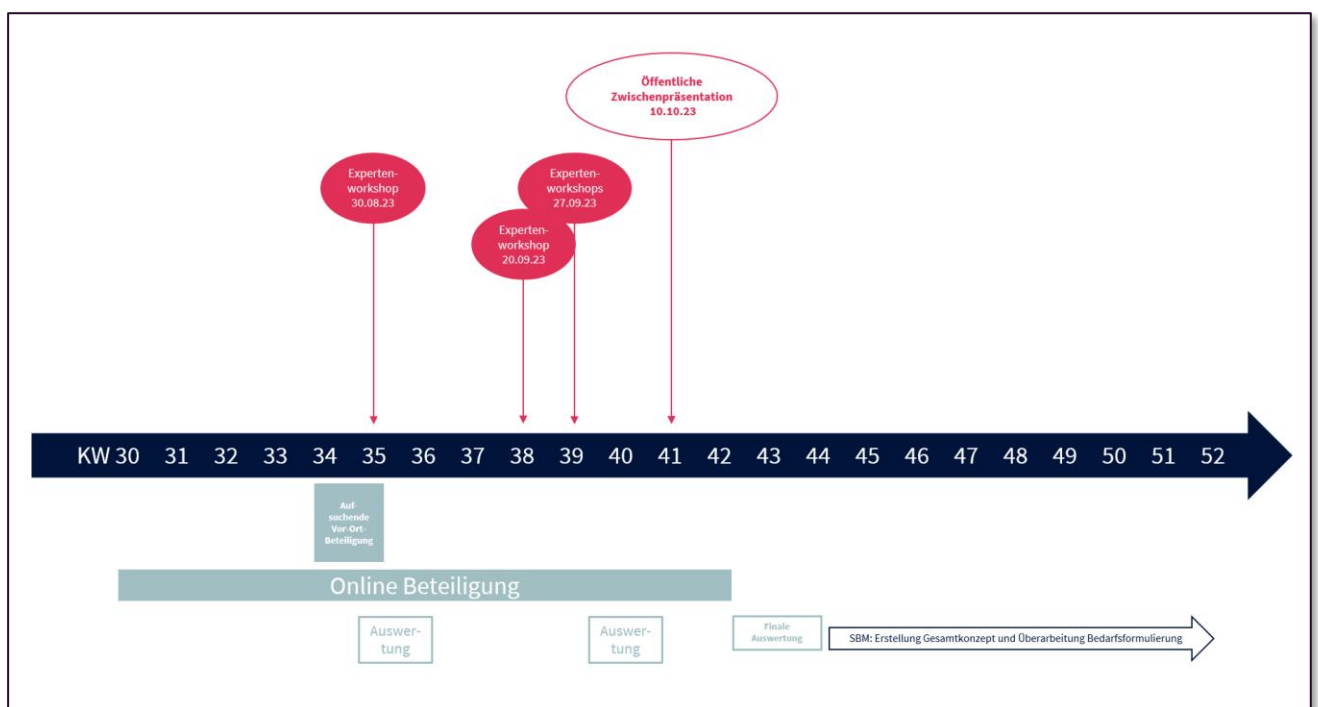 Öffentliche
Zwischenpräsentation
10.10.23
Experten-
workshop
30.08.23
Experten-
workshops
27.09.23
Experten-
workshop
20.09.23
KW 30 31 32 33 34 35 36 37 38 39 40 41 42 43 44 45 46 47 48 49 50 51 52
Auf-
suchende
Vor-Ort-
Beteiligung
Online Beteiligung
Auswer-
tung
Auswer-
tung
Finale
Auswertung
SBM: Erstellung Gesamtkonzept und Überarbeitung Bedarfsformulierung